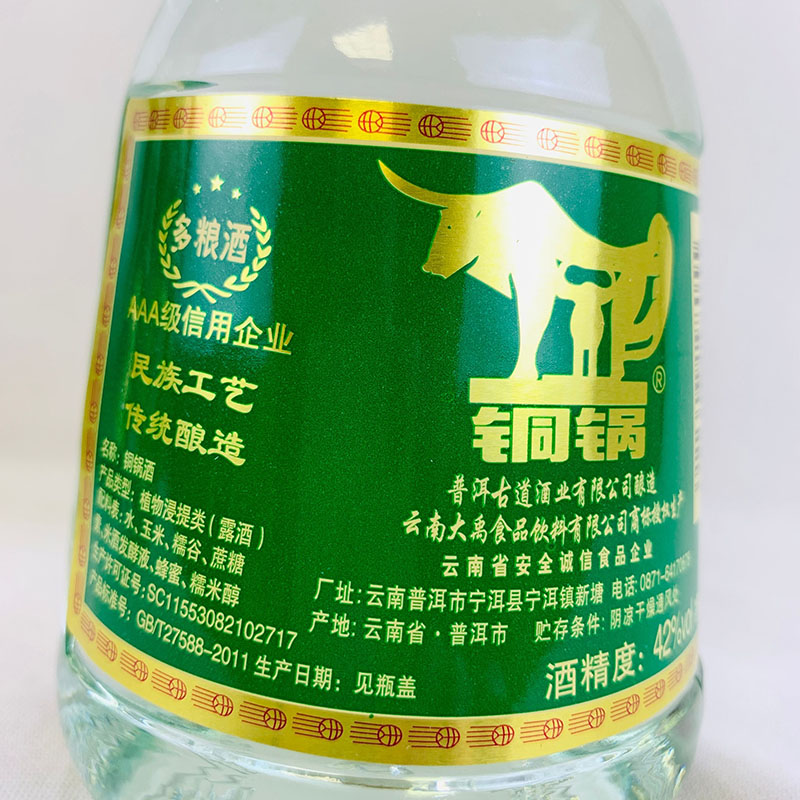 多粮酒
AAA级信用企业
民族工艺
传统酿造
名称：铜锅酒
产品类型：植物浸提类（露酒）
配料表：水、玉米、糯谷、蔗糖
发酵液、蜂蜜、糯米醇
生产许可证号：SC11553082102717
产品标准号：GB/T27588-2011 生产日期：见瓶盖
®
铜锅
普洱古道酒业有限公司酿造
云南大禹食品饮料有限公司商标授权生产
云南省安全诚信食品企业
厂址：云南普洱市宁洱县宁洱镇新塘 电话：0871-64170676
产地：云南省·普洱市 贮存条件：阴凉干燥通风处
酒精度：42%vol